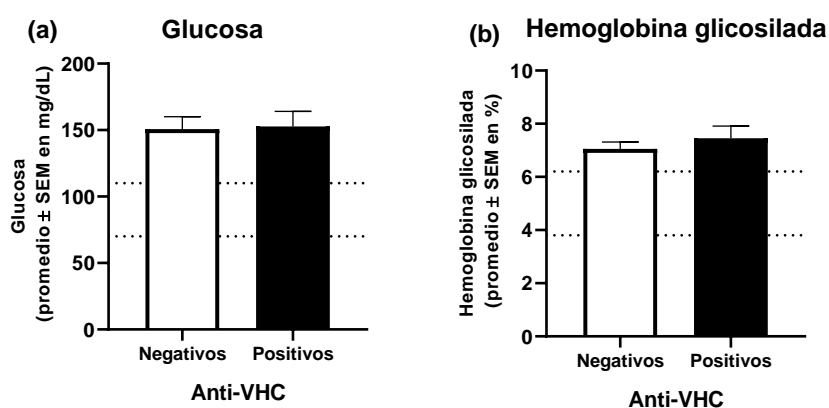 (a)
Glucosa
Glucosa
(promedio ± SEM en mg/dL)
200
150
100
50
0
Negativos Positivos
Anti-VHC
(b)
Hemoglobina glicosilada
Hemoglobina glicosilada
(promedio ± SEM en %)
10
8
6
4
2
0
Negativos Positivos
Anti-VHC